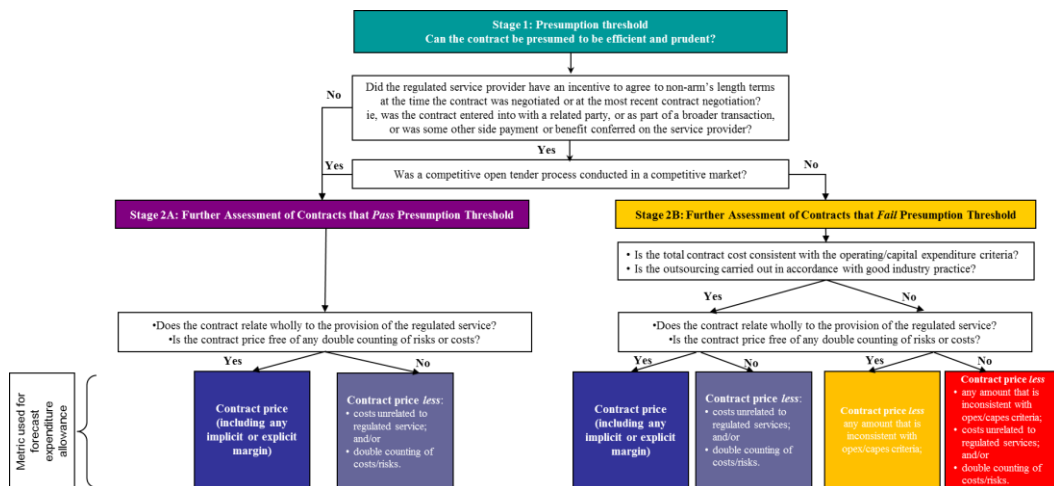 Stage 1: Presumption threshold
Can the contract be presumed to be efficient and prudent?
No
Did the regulated service provider have an incentive to agree to non-arm's length terms
at the time the contract was negotiated or at the most recent contract negotiation?
ie, was the contract entered into with a related party, or as part of a broader transaction,
or was some other side payment or benefit conferred on the service provider?
Yes
Yes
Was a competitive open tender process conducted in a competitive market?
No
Stage 2A: Further Assessment of Contracts that Pass Presumption Threshold
Stage 2B: Further Assessment of Contracts that Fail Presumption Threshold
• Is the total contract cost consistent with the operating/capital expenditure criteria?
• Is the outsourcing carried out in accordance with good industry practice?
Yes
No
•Does the contract relate wholly to the provision of the regulated service?
•Is the contract price free of any double counting of risks or costs?
•Does the contract relate wholly to the provision of the regulated service?
•Is the contract price free of any double counting of risks or costs?
Yes
No
Yes
No
Yes
No
Metric used for
forecast
expenditure
allowance
Contract price
(including any
implicit or explicit
margin)
Contract price less:
• costs unrelated to
regulated service;
and/or
• double counting of
costs/risks.
Contract price
(including any
implicit or explicit
margin)
Contract price less:
• costs unrelated to
regulated services;
and/or
• double counting of
costs/risks.
Contract price less
any amount that is
inconsistent with
opex/capes criteria;
Contract price less
• any amount that is
inconsistent with
opex/capes criteria;
• costs unrelated to
regulated services;
and/or
• double counting of
costs/risks.